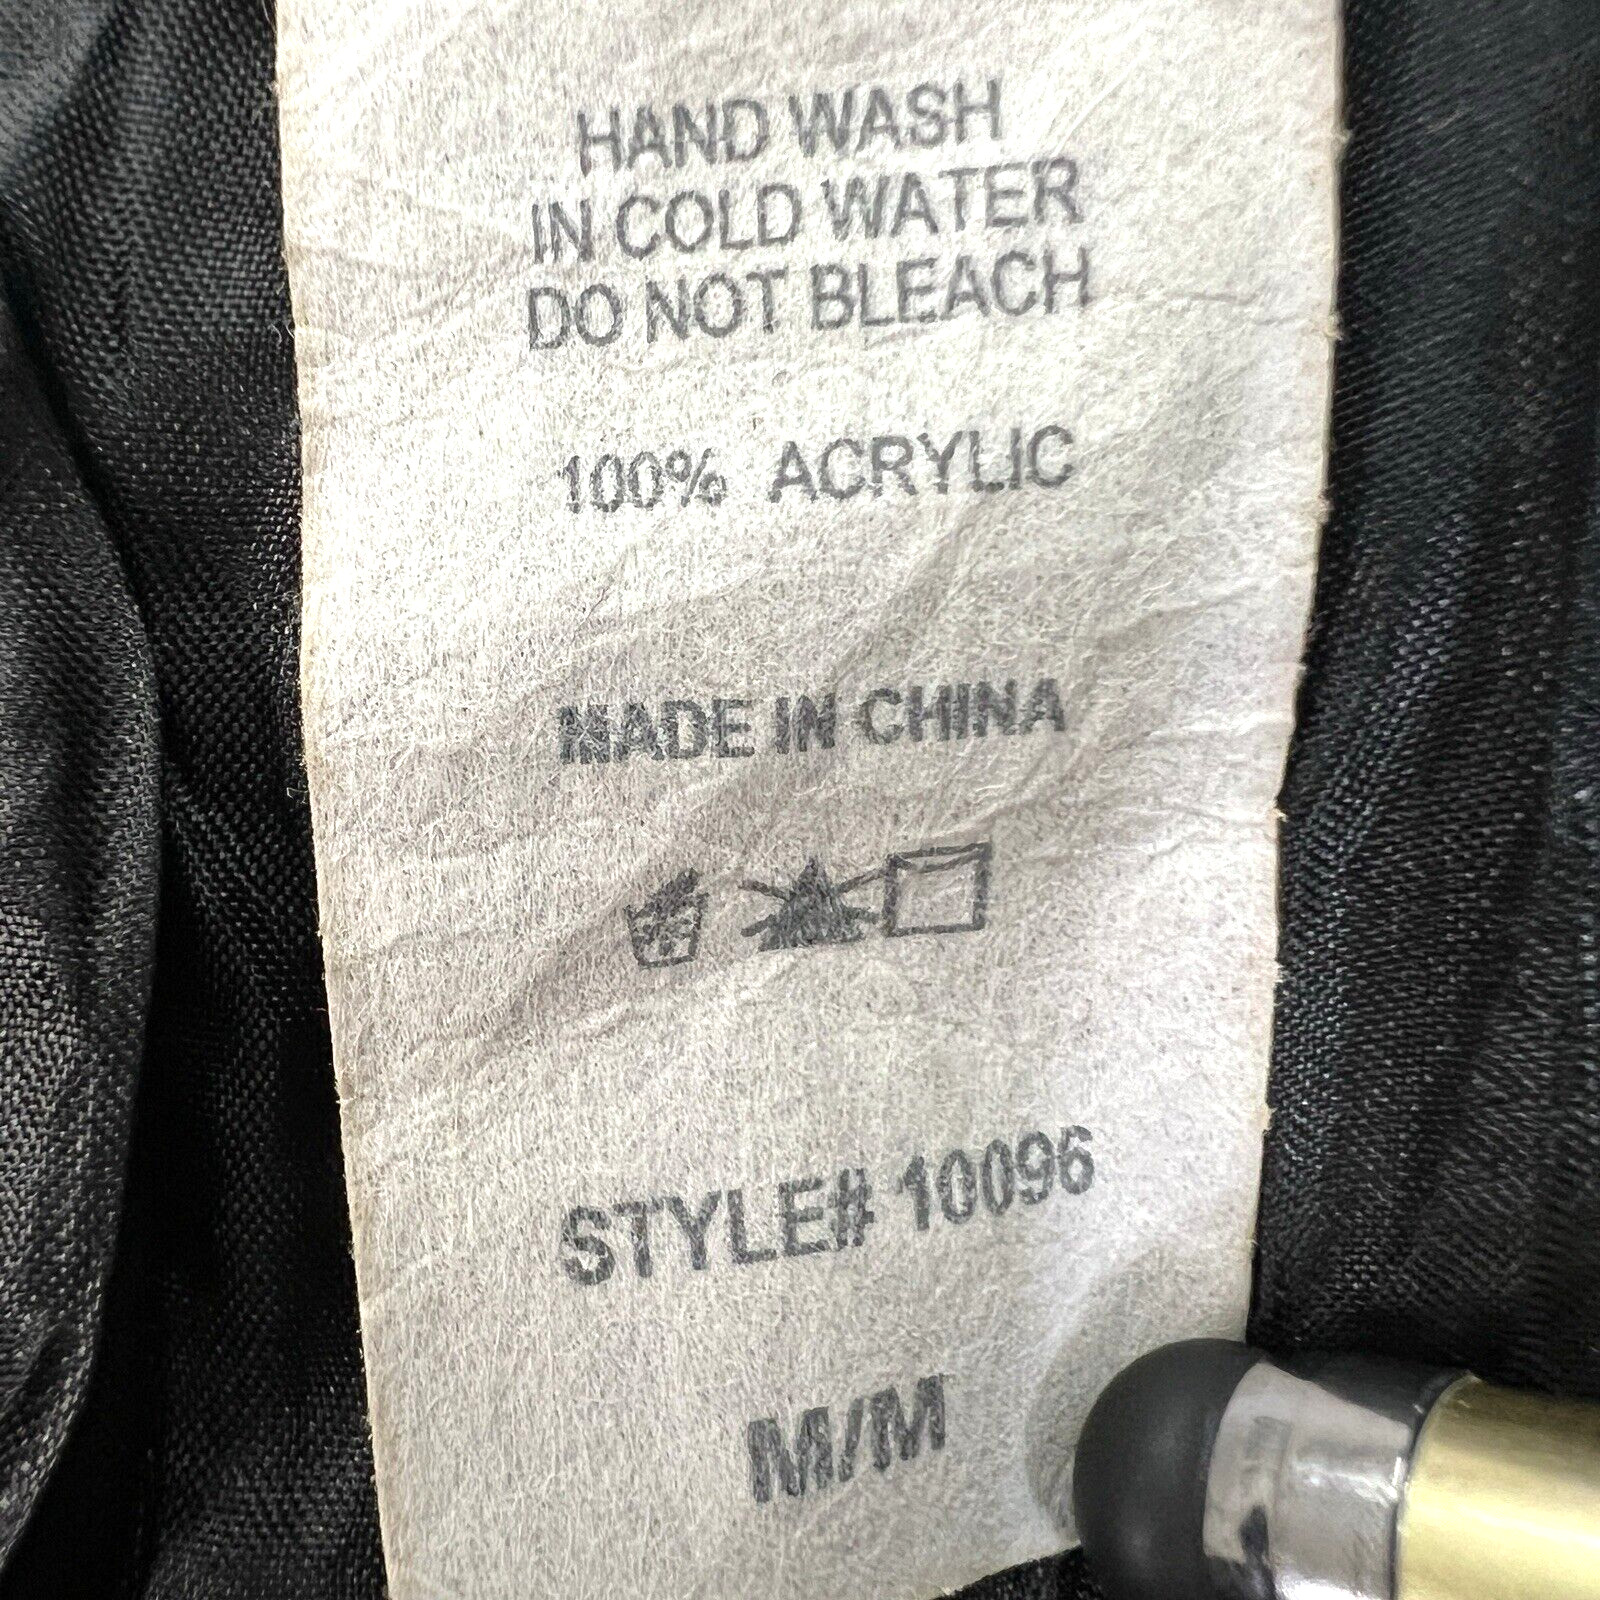 HAND WASH
IN COLD WATER
DO NOT BLEACH
100% ACRYLIC
MADE IN CHINA
STYLE# 10096
M/M